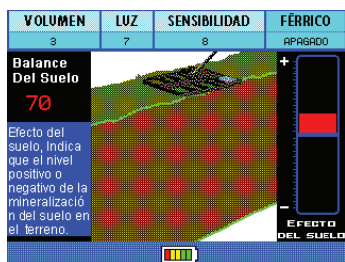 VOLUMEN LUZ SENSIBILIDAD FÉRRICO
3 7 8 APAGADO
Balance
Del Suelo
70
Efecto del
suelo, Indica
que el nivel
positivo o
negativo de la
mineralizació
n del suelo en
el terreno.
+
-
EFECTO
DEL SUELO